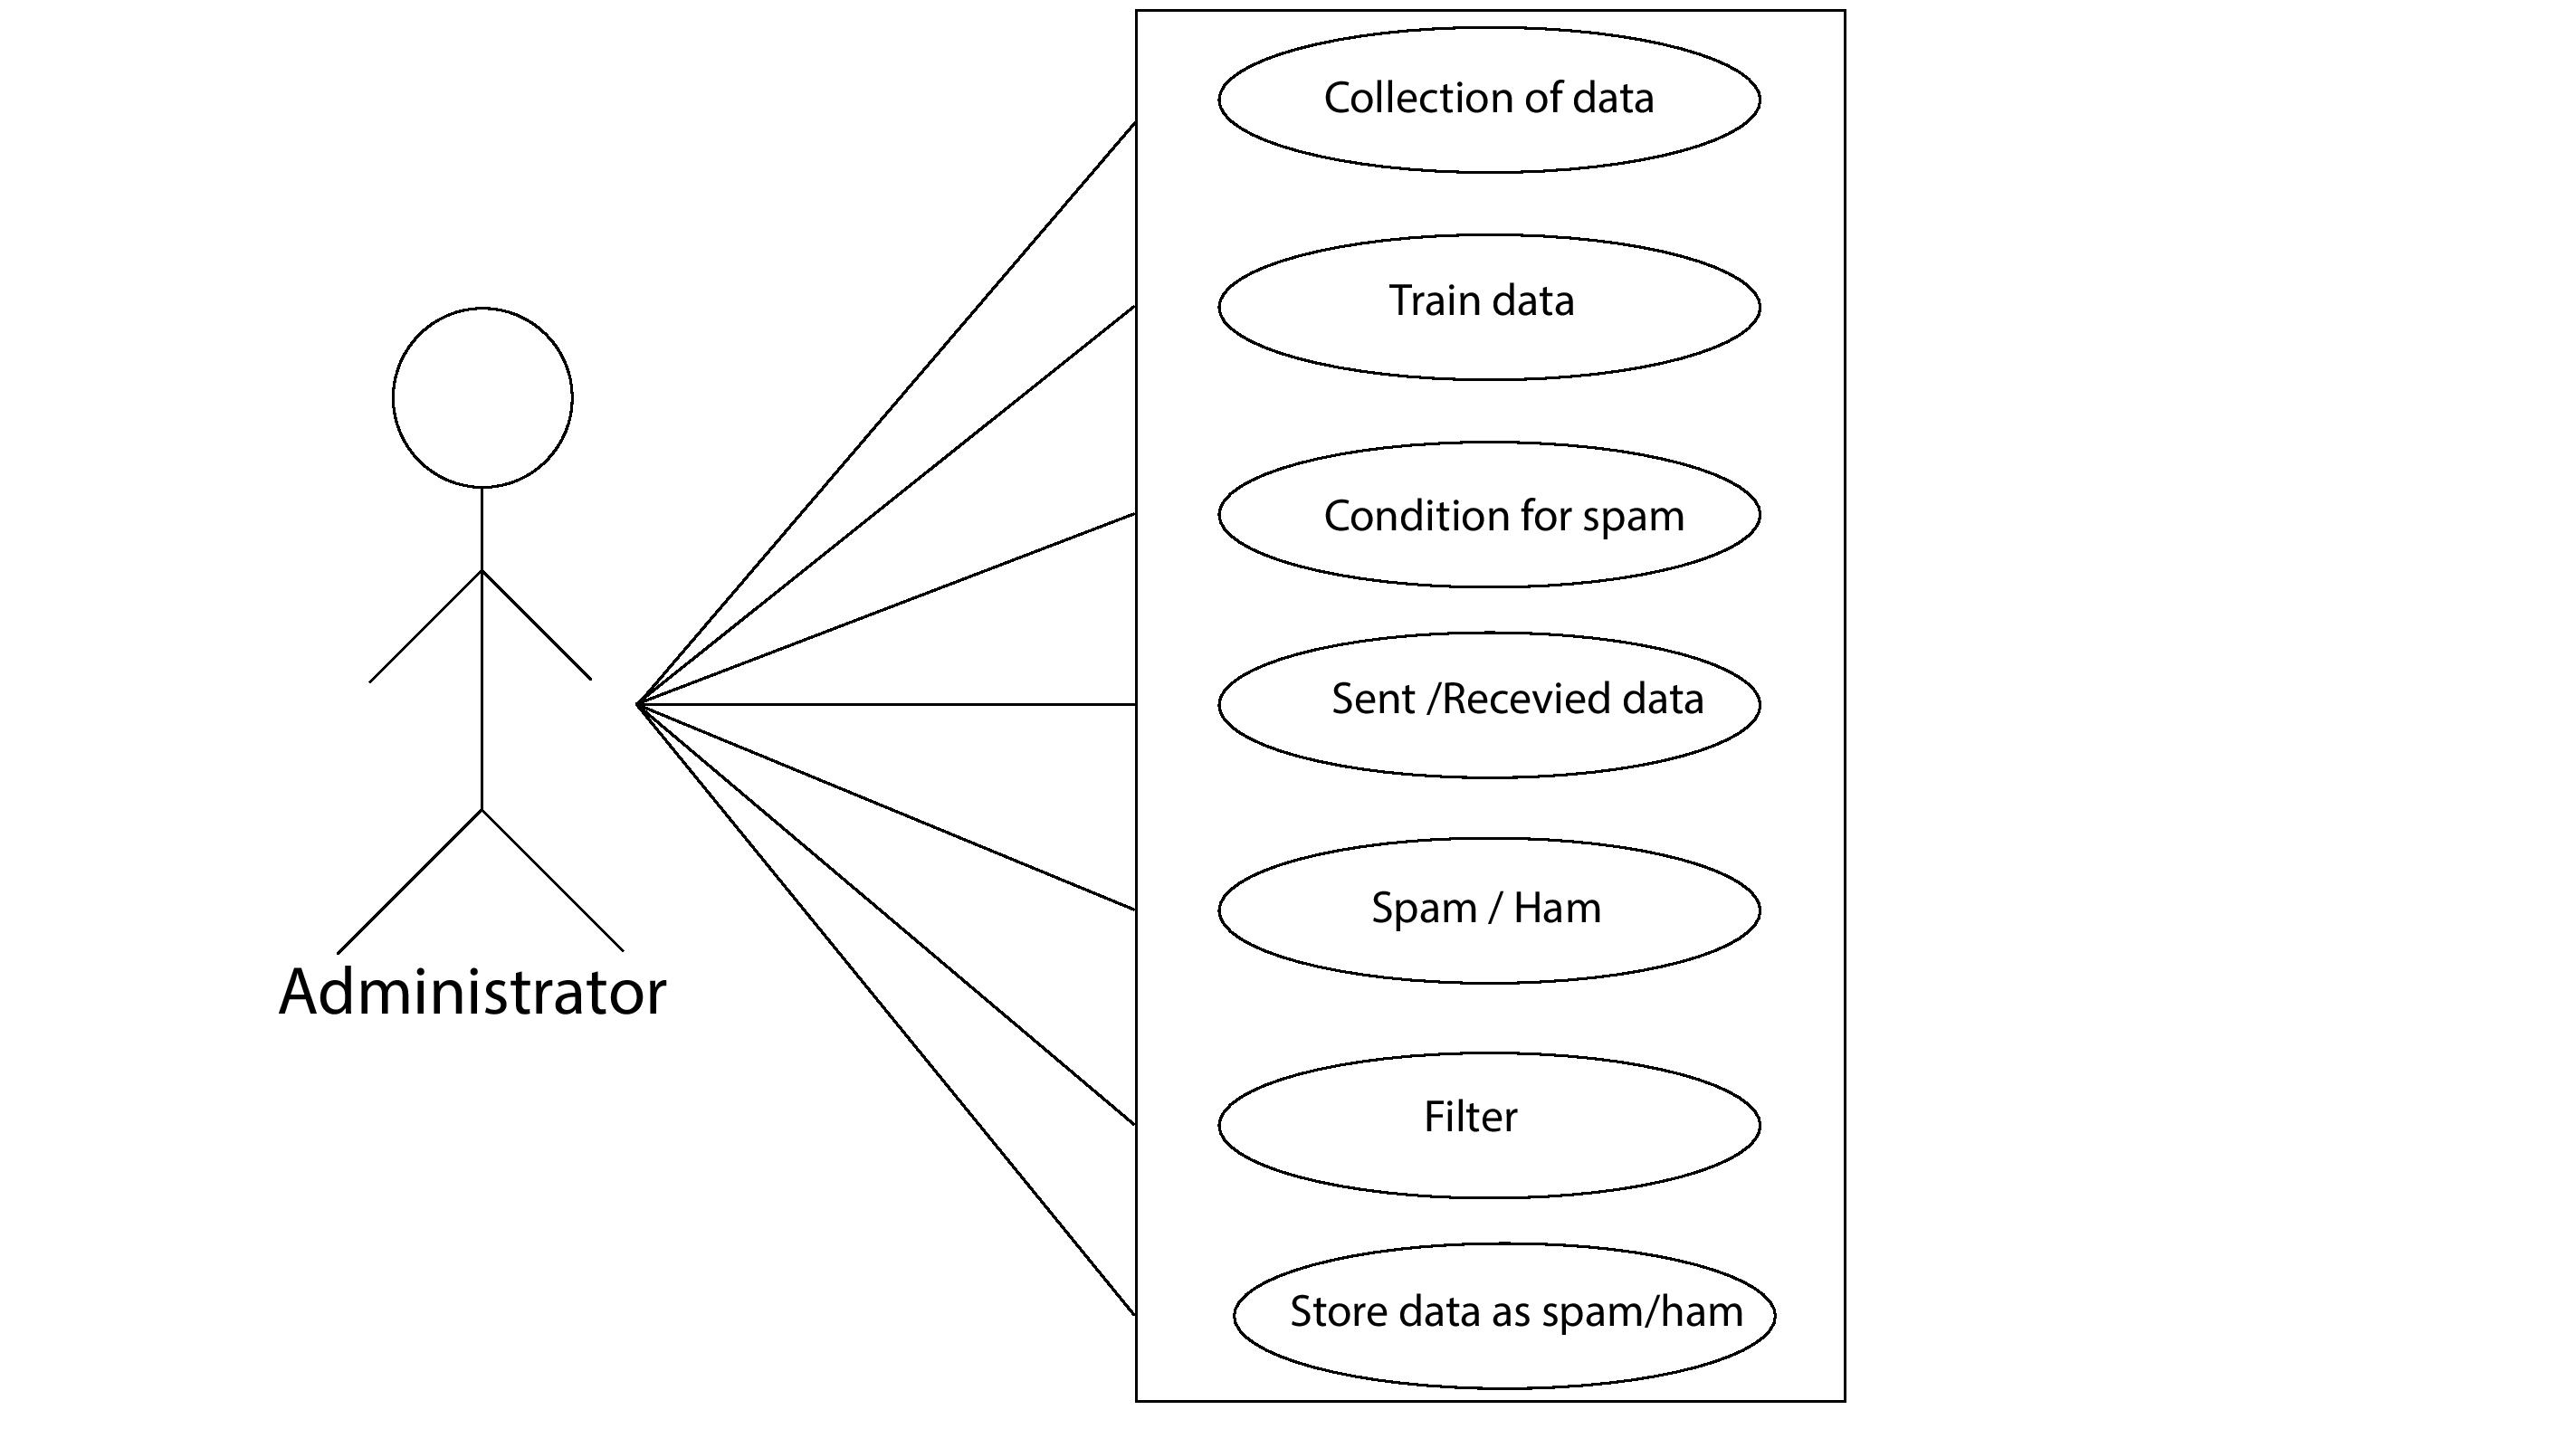 Collection of data
Train data
Condition for spam
Sent /Recevied data
Spam / Ham
Filter
Store data as spam/ham
Administrator